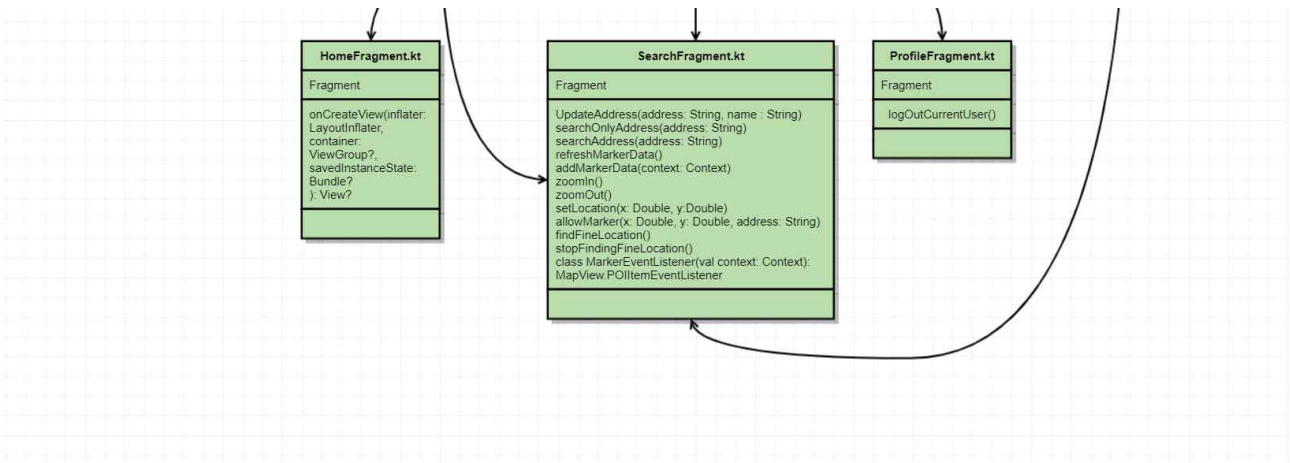 HomeFragment.kt
Fragment
onCreateView(inflater:
LayoutInflater,
container:
ViewGroup?,
savedInstanceState:
Bundle?
): View?
SearchFragment.kt
Fragment
UpdateAddress(address: String, name : String)
searchOnlyAddress(address: String)
searchAddress(address: String)
refreshMarkerData()
addMarkerData(context: Context)
zoomIn()
zoomOut()
setLocation(x: Double, y:Double)
allowMarker(x: Double, y: Double, address: String)
findFineLocation()
stopFindingFineLocation()
class MarkerEventListener(val context: Context):
MapView.POIItemEventListener
ProfileFragment.kt
Fragment
logOutCurrentUser()